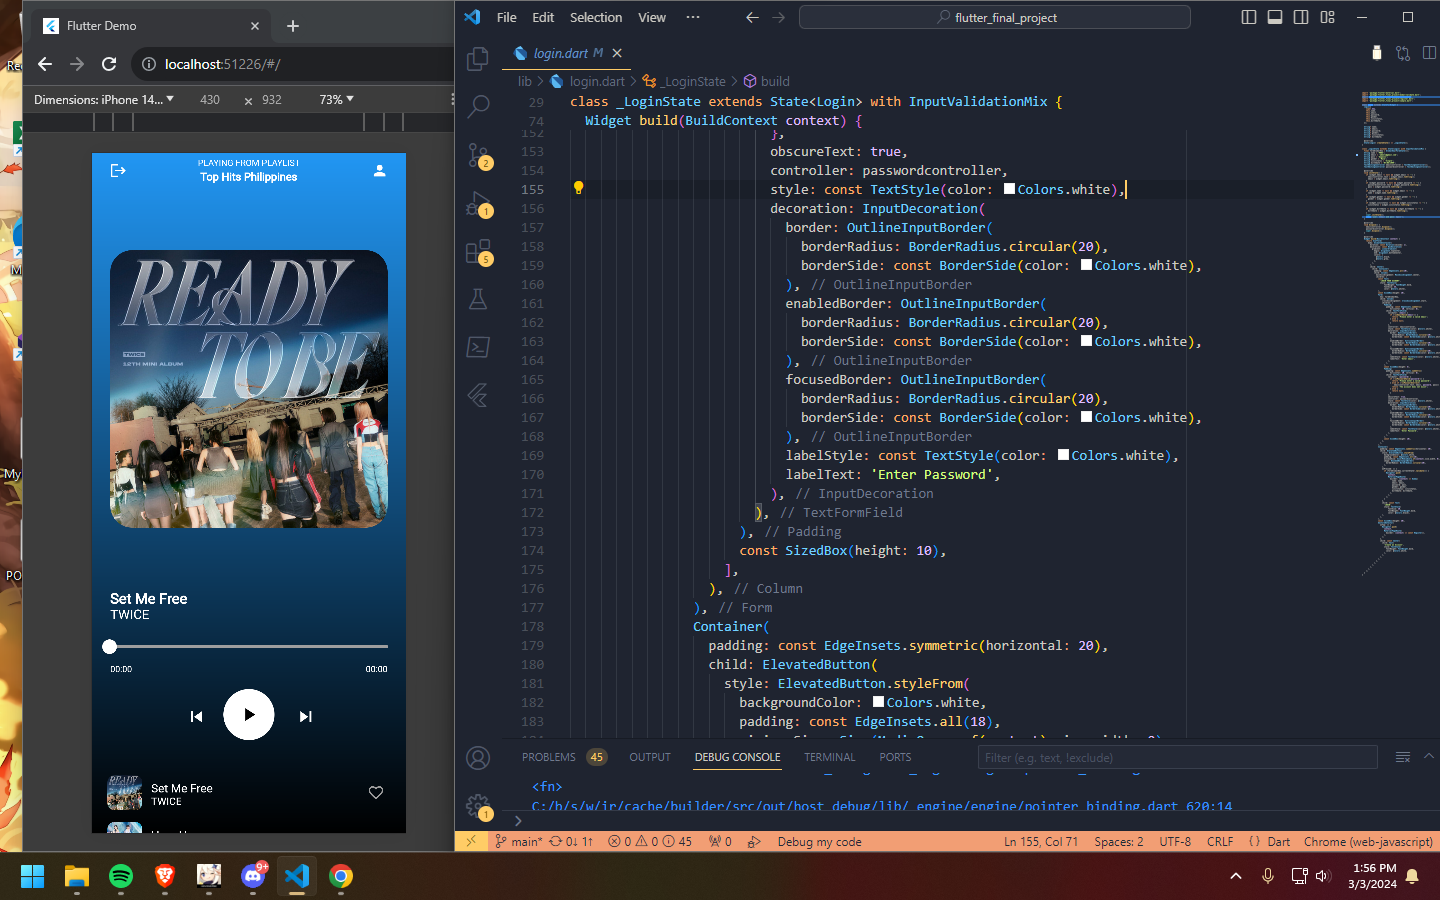 Flutter Demo
localhost:51226/#/
Dimensions: iPhone 14... 430 × 932 73%
PLAYING FROM PLAYLIST
Top Hits Philippines
READY
TO BE
TWICE
12TH MINI ALBUM
Set Me Free
TWICE
00:00 00:00
Set Me Free
TWICE
My
PO
File Edit Selection View ··· flutter_final_project
login.dart M
lib > login.dart > _LoginState > build
29 class _LoginState extends State<Login> with InputValidationMix {
74 Widget build(BuildContext context) {
152 },
153 obscureText: true,
154 controller: passwordcontroller,
155 style: const TextStyle(color: Colors.white),
156 decoration: InputDecoration(
157 border: OutlineInputBorder(
158 borderRadius: BorderRadius.circular(20),
159 borderSide: const BorderSide(color: Colors.white),
160 ), // OutlineInputBorder
161 enabledBorder: OutlineInputBorder(
162 borderRadius: BorderRadius.circular(20),
163 borderSide: const BorderSide(color: Colors.white),
164 ), // OutlineInputBorder
165 focusedBorder: OutlineInputBorder(
166 borderRadius: BorderRadius.circular(20),
167 borderSide: const BorderSide(color: Colors.white),
168 ), // OutlineInputBorder
169 labelStyle: const TextStyle(color: Colors.white),
170 labelText: 'Enter Password',
171 ), // InputDecoration
172 ), // TextFormField
173 ), // Padding
174 const SizedBox(height: 10),
175 ],
176 ), // Column
177 ), // Form
178 Container(
179 padding: const EdgeInsets.symmetric(horizontal: 20),
180 child: ElevatedButton(
181 style: ElevatedButton.styleFrom(
182 backgroundColor: Colors.white,
183 padding: const EdgeInsets.all(18),
2
1
5
1
PROBLEMS 45 OUTPUT DEBUG CONSOLE TERMINAL PORTS Filter (e.g. text, !exclude)
<fn>
C:/b/s/w/ir/cache/builder/src/out/host_debug/lib/_engine/engine/pointer_binding.dart 620:14
main* 0↓ 1↑ 0 0 45 0 Debug my code Ln 155, Col 71 Spaces: 2 UTF-8 CRLF { } Dart Chrome (web-javascript)
9+
1:56 PM
3/3/2024